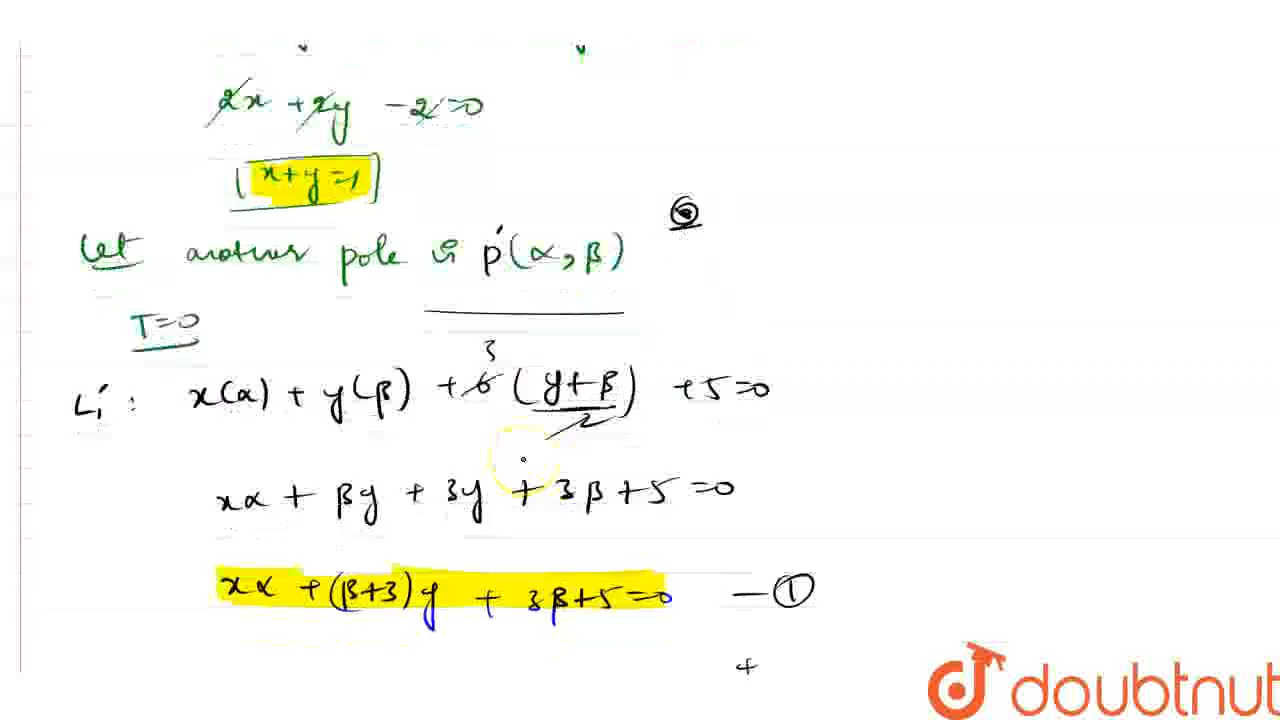 2x + 2y - 2 = 0
x + y = 1
Let another pole is p'(α, β)
T = 0
3
L₁' : x(α) + y(β) + 6 (y+β)/2 + 5 = 0
xα + βy + 3y + 3β + 5 = 0
xα + (β+3)y + 3β + 5 = 0 — ①
+
doubtnut